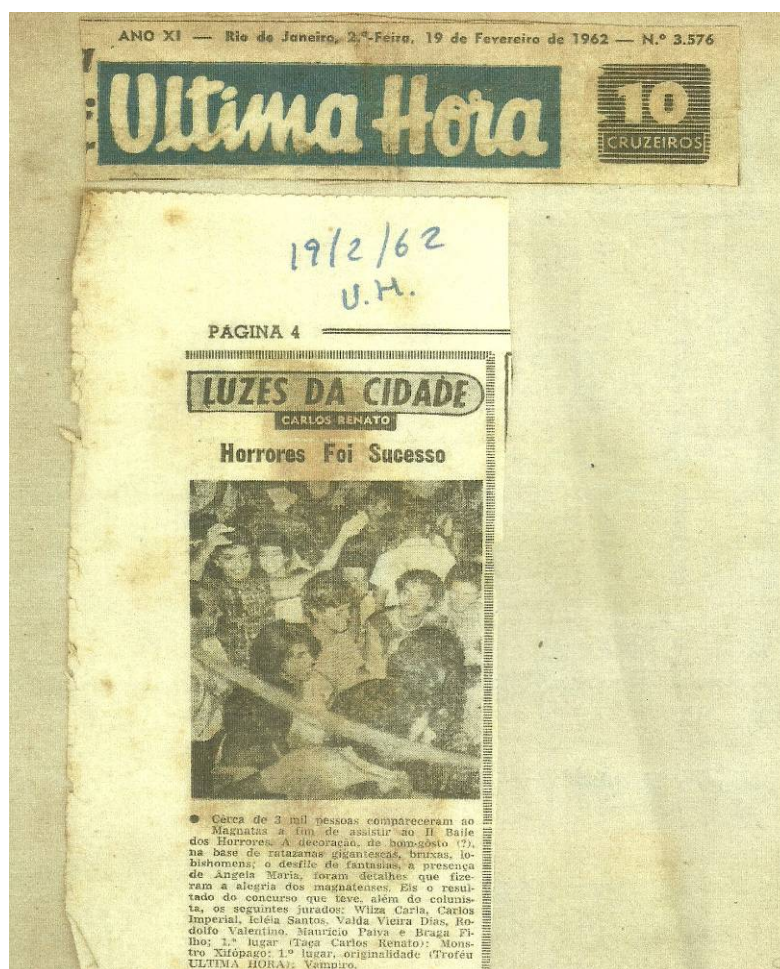 ANO XI — Rio de Janeiro, 2.ª-Feira, 19 de Fevereiro de 1962 — N.º 3.576
Ultima Hora
10
CRUZEIROS
19/2/62
U.H.
PÁGINA 4
LUZES DA CIDADE
CARLOS RENATO
Horrores Foi Sucesso
● Cêrca de 3 mil pessoas compareceram ao
Magnatas a fim de assistir ao II Baile
dos Horrores. A decoração, de bom-gôsto (?),
na base de ratazanas gigantescas, bruxas, lo-
bishomens; o desfile de fantasias, a presença
de Ângela Maria, foram detalhes que fize-
ram a alegria dos magnatenses. Eis o resul-
tado do concurso que teve, além do colunis-
ta, os seguintes jurados: Wilza Carla, Carlos
Imperial, Icléia Santos, Valda Vieira Dias, Ro-
dolfo Valentino, Maurício Paiva e Braga Fi-
lho; 1.º lugar (Taça Carlos Renato): Mons-
tro Xifópago; 1.º lugar, originalidade (Troféu
ÚLTIMA HORA): Vampiro.